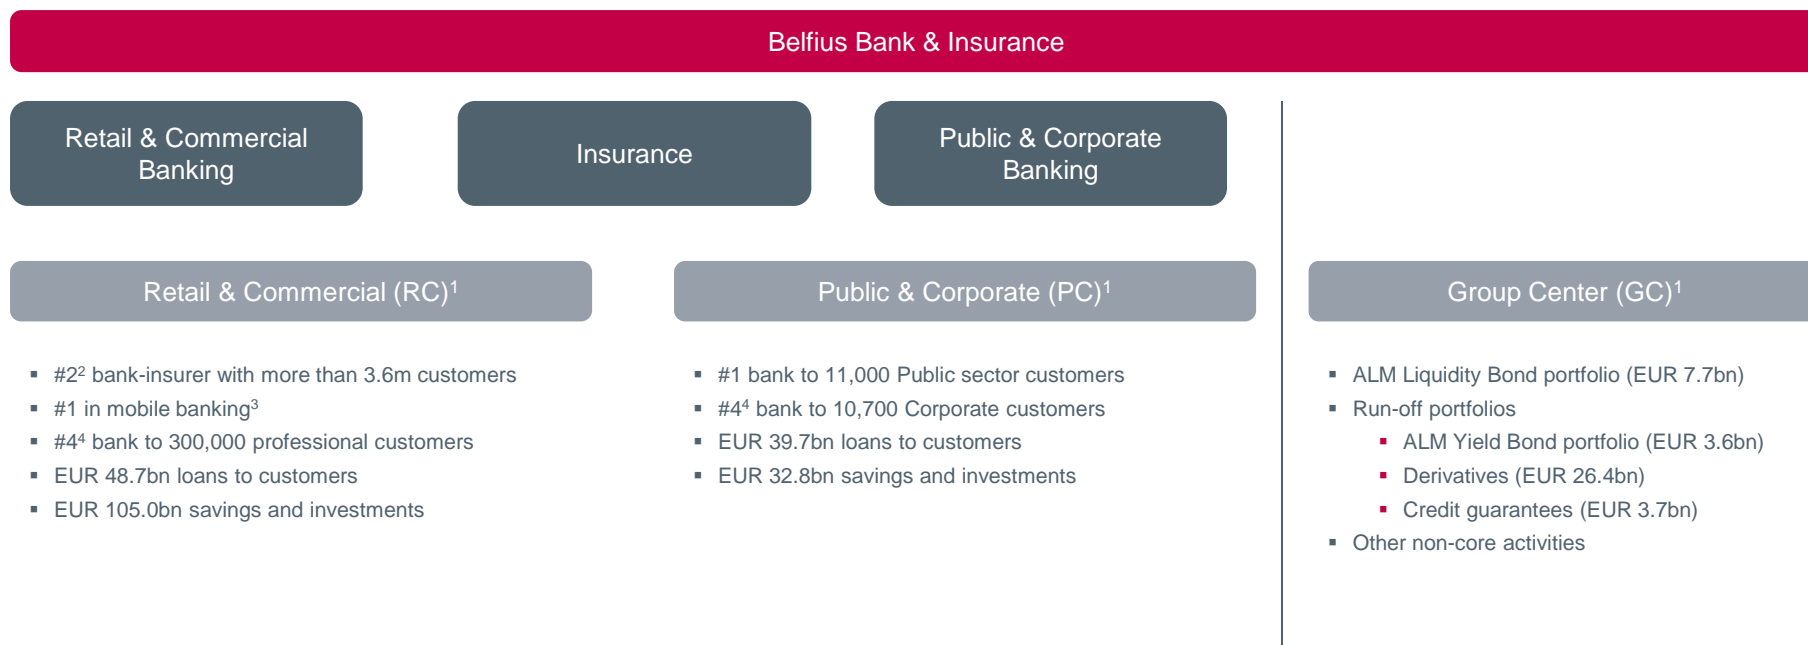 Belfius Bank & Insurance
Retail & Commercial
Banking
Insurance
Public & Corporate
Banking
Retail & Commercial (RC)¹
▪ #2² bank-insurer with more than 3.6m customers
▪ #1 in mobile banking³
▪ #4⁴ bank to 300,000 professional customers
▪ EUR 48.7bn loans to customers
▪ EUR 105.0bn savings and investments
Public & Corporate (PC)¹
▪ #1 bank to 11,000 Public sector customers
▪ #4⁴ bank to 10,700 Corporate customers
▪ EUR 39.7bn loans to customers
▪ EUR 32.8bn savings and investments
Group Center (GC)¹
▪ ALM Liquidity Bond portfolio (EUR 7.7bn)
▪ Run-off portfolios
▪ ALM Yield Bond portfolio (EUR 3.6bn)
▪ Derivatives (EUR 26.4bn)
▪ Credit guarantees (EUR 3.7bn)
▪ Other non-core activities